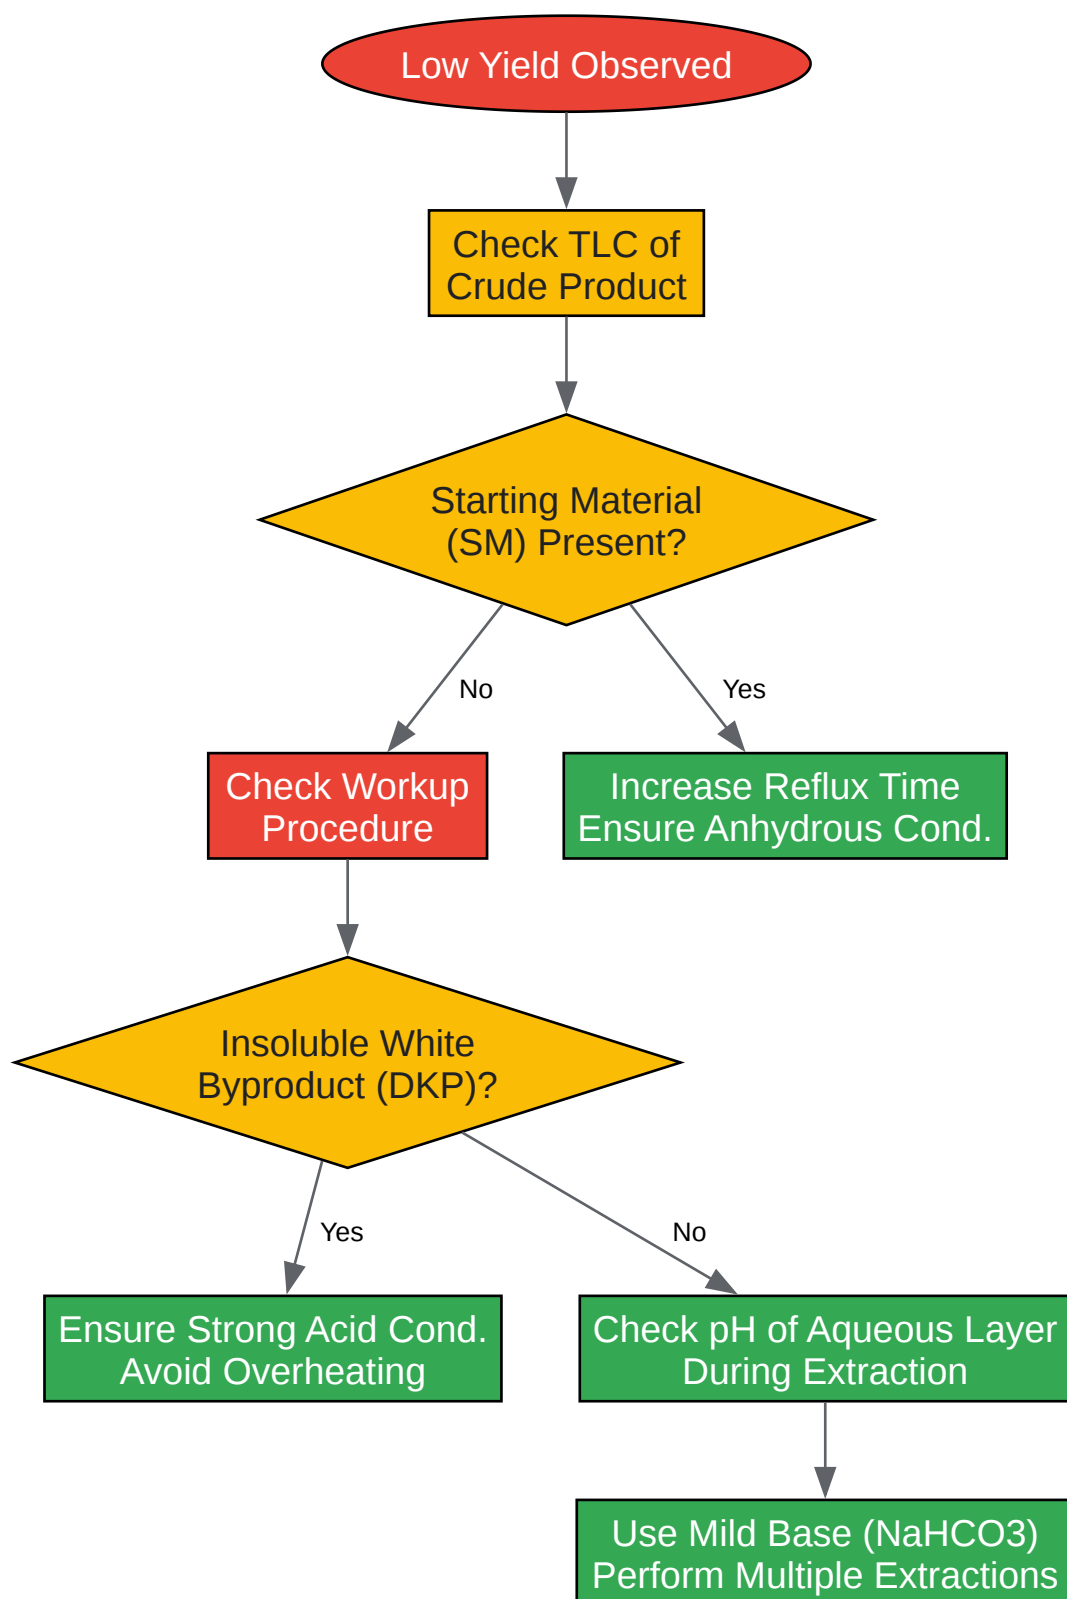 Low Yield Observed
Check TLC of
Crude Product
Starting Material
(SM) Present?
No
Yes
Check Workup
Procedure
Increase Reflux Time
Ensure Anhydrous Cond.
Insoluble White
Byproduct (DKP)?
Yes
No
Ensure Strong Acid Cond.
Avoid Overheating
Check pH of Aqueous Layer
During Extraction
Use Mild Base (NaHCO3)
Perform Multiple Extractions